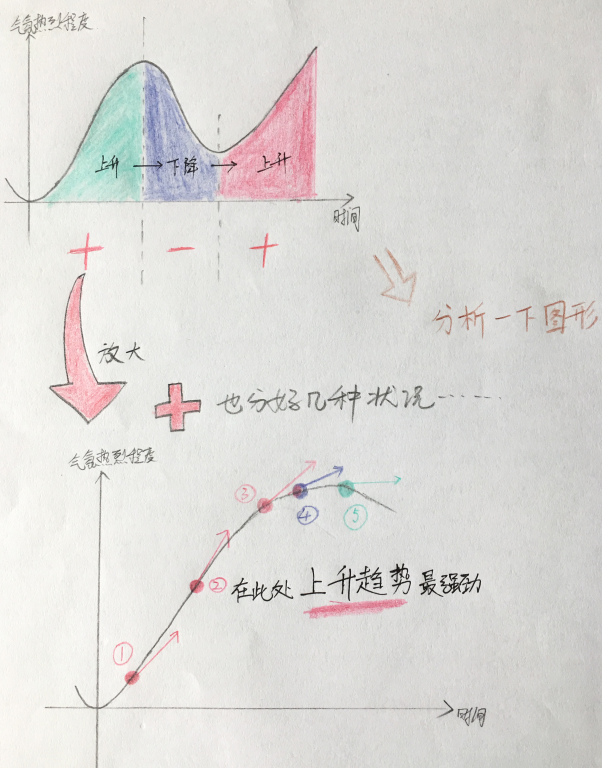 气氛热烈程度
上升 → 下降 → 上升
时间
+ − +
分析一下图形
放大
+ 也分好几种状况……
气氛热烈程度
③
④ ⑤
② 在此处 上升趋势 最强劲
①
时间